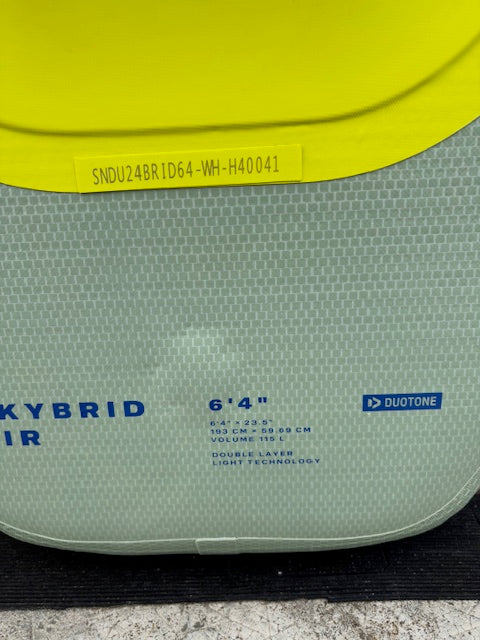 SNDU24BRID64-WH-H40041
KYBRID
IR
6'4"
6'4" × 23.5"
193 CM × 59.69 CM
VOLUME 115 L
DOUBLE LAYER
LIGHT TECHNOLOGY
DUOTONE